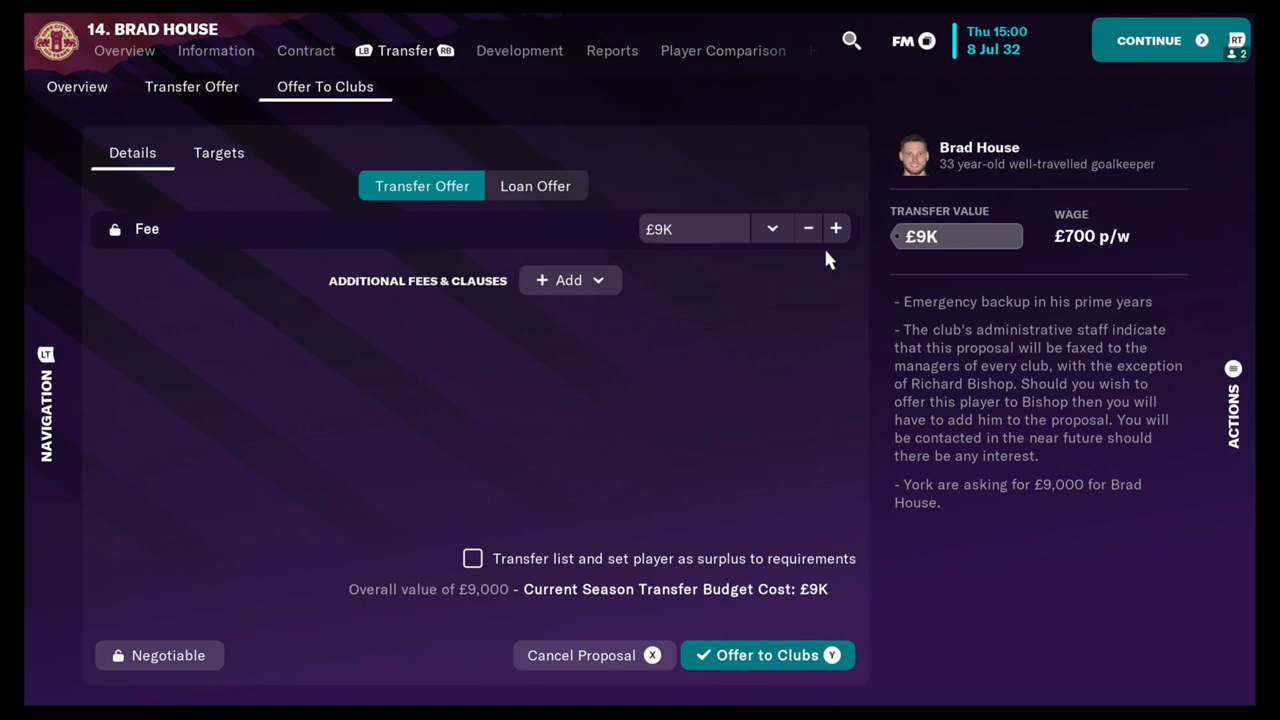 14. BRAD HOUSE
Overview Information Contract LB Transfer RB Development Reports Player Comparison
FM
Thu 15:00
8 Jul 32
CONTINUE
RT
2
Overview Transfer Offer Offer To Clubs
Details Targets
Transfer Offer Loan Offer
Fee £9K
ADDITIONAL FEES & CLAUSES + Add
Transfer list and set player as surplus to requirements
Overall value of £9,000 - Current Season Transfer Budget Cost: £9K
Negotiable
Cancel Proposal X
Offer to Clubs Y
LT
NAVIGATION
Brad House
33 year-old well-travelled goalkeeper
TRANSFER VALUE WAGE
£9K £700 p/w
- Emergency backup in his prime years
- The club's administrative staff indicate
that this proposal will be faxed to the
managers of every club, with the exception
of Richard Bishop. Should you wish to
offer this player to Bishop then you will
have to add him to the proposal. You will
be contacted in the near future should
there be any interest.
- York are asking for £9,000 for Brad
House.
ACTIONS